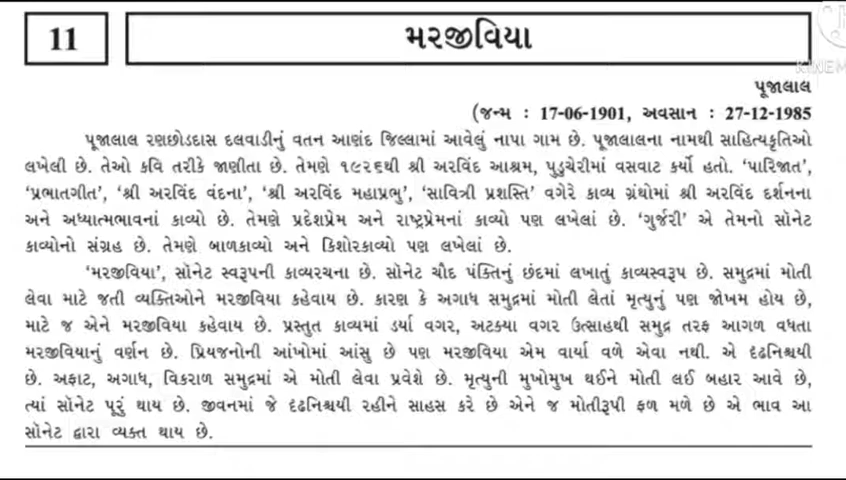 11
મરજીવિયા
KINEM
પૂજાલાલ
(જન્મ : 17-06-1901, અવસાન : 27-12-1985
પૂજાલાલ રણછોડદાસ દલવાડીનું વતન આણંદ જિલ્લામાં આવેલું નાપા ગામ છે. પૂજાલાલના નામથી સાહિત્યકૃતિઓ
લખેલી છે. તેઓ કવિ તરીકે જાણીતા છે. તેમણે ૧૯૨૬થી શ્રી અરવિંદ આશ્રમ, પુડુચેરીમાં વસવાટ કર્યો હતો. ‘પારિજાત’,
‘પ્રભાતગીત’, ‘શ્રી અરવિંદ વંદના’, ‘શ્રી અરવિંદ મહાપ્રભુ’, ‘સાવિત્રી પ્રશસ્તિ’ વગેરે કાવ્ય ગ્રંથોમાં શ્રી અરવિંદ દર્શનના
અને અધ્યાત્મભાવનાં કાવ્યો છે. તેમણે પ્રદેશપ્રેમ અને રાષ્ટ્રપ્રેમનાં કાવ્યો પણ લખેલાં છે. ‘ગુર્જરી’ એ તેમનો સૉનેટ
કાવ્યોનો સંગ્રહ છે. તેમણે બાળકાવ્યો અને કિશોરકાવ્યો પણ લખેલાં છે.
‘મરજીવિયા’, સૉનેટ સ્વરૂપની કાવ્યરચના છે. સૉનેટ ચૌદ પંક્તિનું છંદમાં લખાતું કાવ્યસ્વરૂપ છે. સમુદ્રમાં મોતી
લેવા માટે જતી વ્યક્તિઓને મરજીવિયા કહેવાય છે. કારણ કે અગાધ સમુદ્રમાં મોતી લેતાં મૃત્યુનું પણ જોખમ હોય છે,
માટે જ એને મરજીવિયા કહેવાય છે. પ્રસ્તુત કાવ્યમાં ડર્યા વગર, અટક્યા વગર ઉત્સાહથી સમુદ્ર તરફ આગળ વધતા
મરજીવિયાનું વર્ણન છે. પ્રિયજનોની આંખોમાં આંસુ છે પણ મરજીવિયા એમ વાર્યા વળે એવા નથી. એ દૃઢનિશ્ચયી
છે. અફાટ, અગાધ, વિકરાળ સમુદ્રમાં એ મોતી લેવા પ્રવેશે છે. મૃત્યુની મુખોમુખ થઈને મોતી લઈ બહાર આવે છે,
ત્યાં સૉનેટ પૂરું થાય છે. જીવનમાં જે દૃઢનિશ્ચયી રહીને સાહસ કરે છે એને જ મોતીરૂપી ફળ મળે છે એ ભાવ આ
સૉનેટ દ્વારા વ્યક્ત થાય છે.